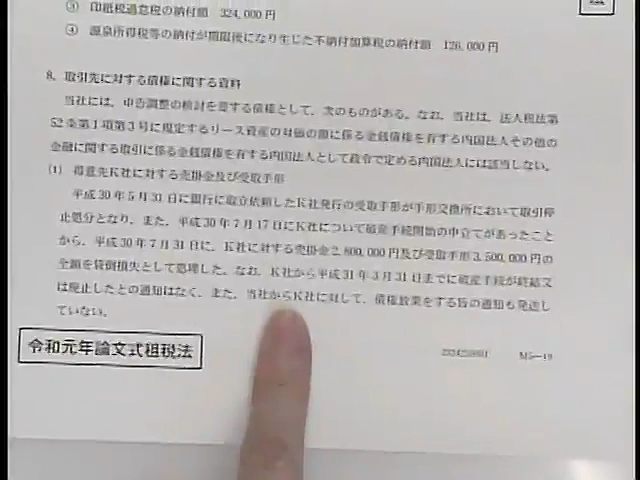 ③ 印紙税過怠税の納付額 324,000円
④ 源泉所得税等の納付が期限後になり生じた不納付加算税の納付額 126,000円
8．取引先に対する債権に関する資料
当社には、申告調整の検討を要する債権として、次のものがある。なお、当社は、法人税法第
52条第1項第3号に規定するリース資産の対価の額に係る金銭債権を有する内国法人その他の
金融に関する取引に係る金銭債権を有する内国法人として政令で定める内国法人には該当しない。
(1) 得意先K社に対する売掛金及び受取手形
平成30年5月31日に銀行に取立依頼したK社発行の受取手形が手形交換所において取引停
止処分となり、また、平成30年7月17日にK社について破産手続開始の申立てがあったこと
から、平成30年7月31日に、K社に対する売掛金2,800,000円及び受取手形3,500,000円の
全額を貸倒損失として処理した。なお、K社から平成31年3月31日までに破産手続が終結又
は廃止したとの通知はなく、また、当社からK社に対して、債権放棄をする旨の通知も発送し
ていない。
令和元年論文式租税法
M5—19